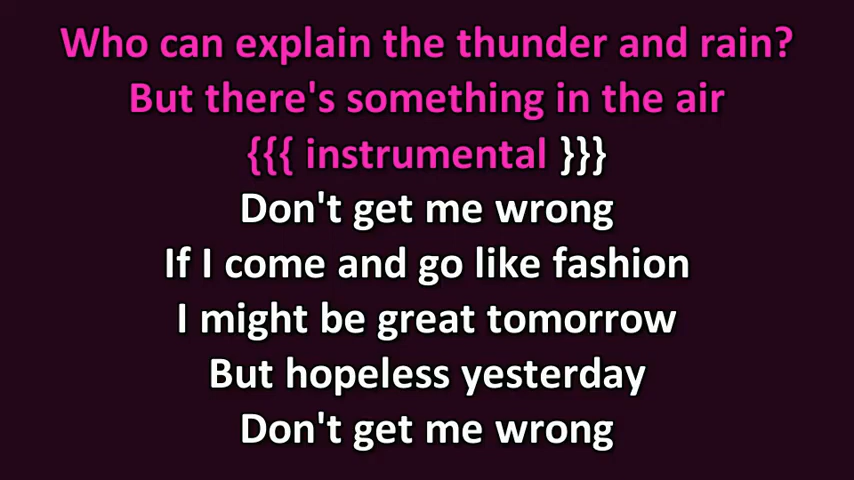 Who can explain the thunder and rain?
But there's something in the air
{{{ instrumental }}}
Don't get me wrong
If I come and go like fashion
I might be great tomorrow
But hopeless yesterday
Don't get me wrong